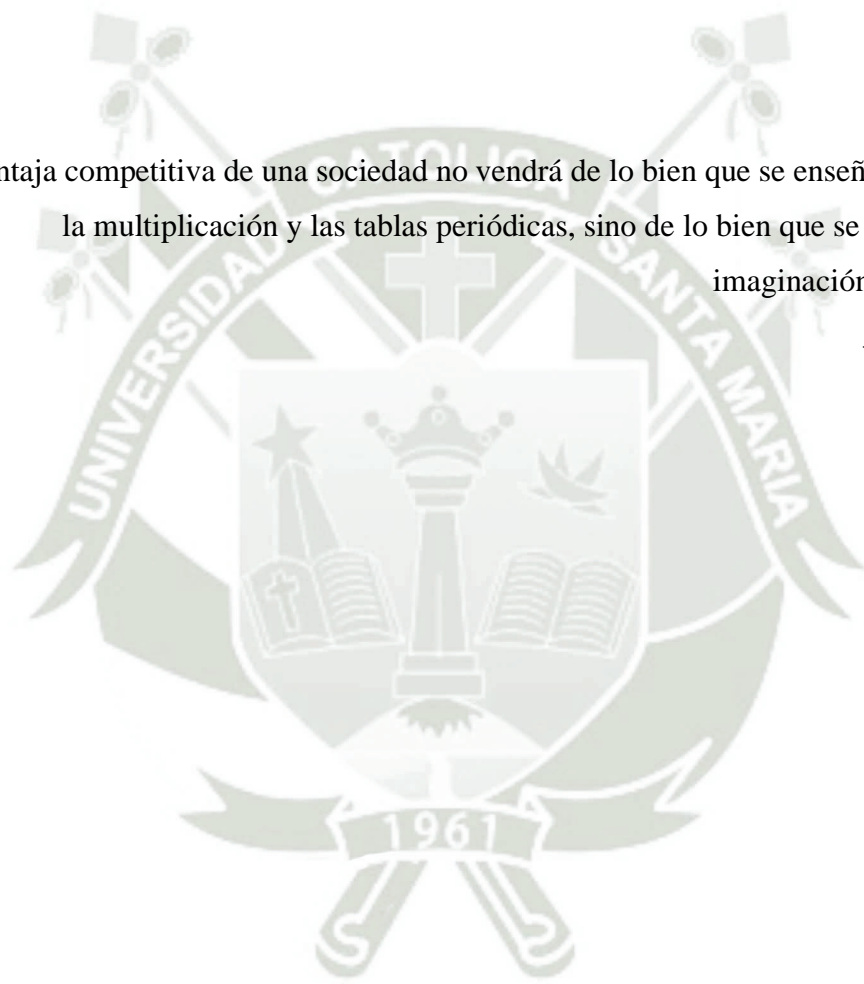 ntaja competitiva de una sociedad no vendrá de lo bien que se enseñ
la multiplicación y las tablas periódicas, sino de lo bien que se
imaginación
UNIVERSIDAD CATOLICA SANTA MARIA
1961